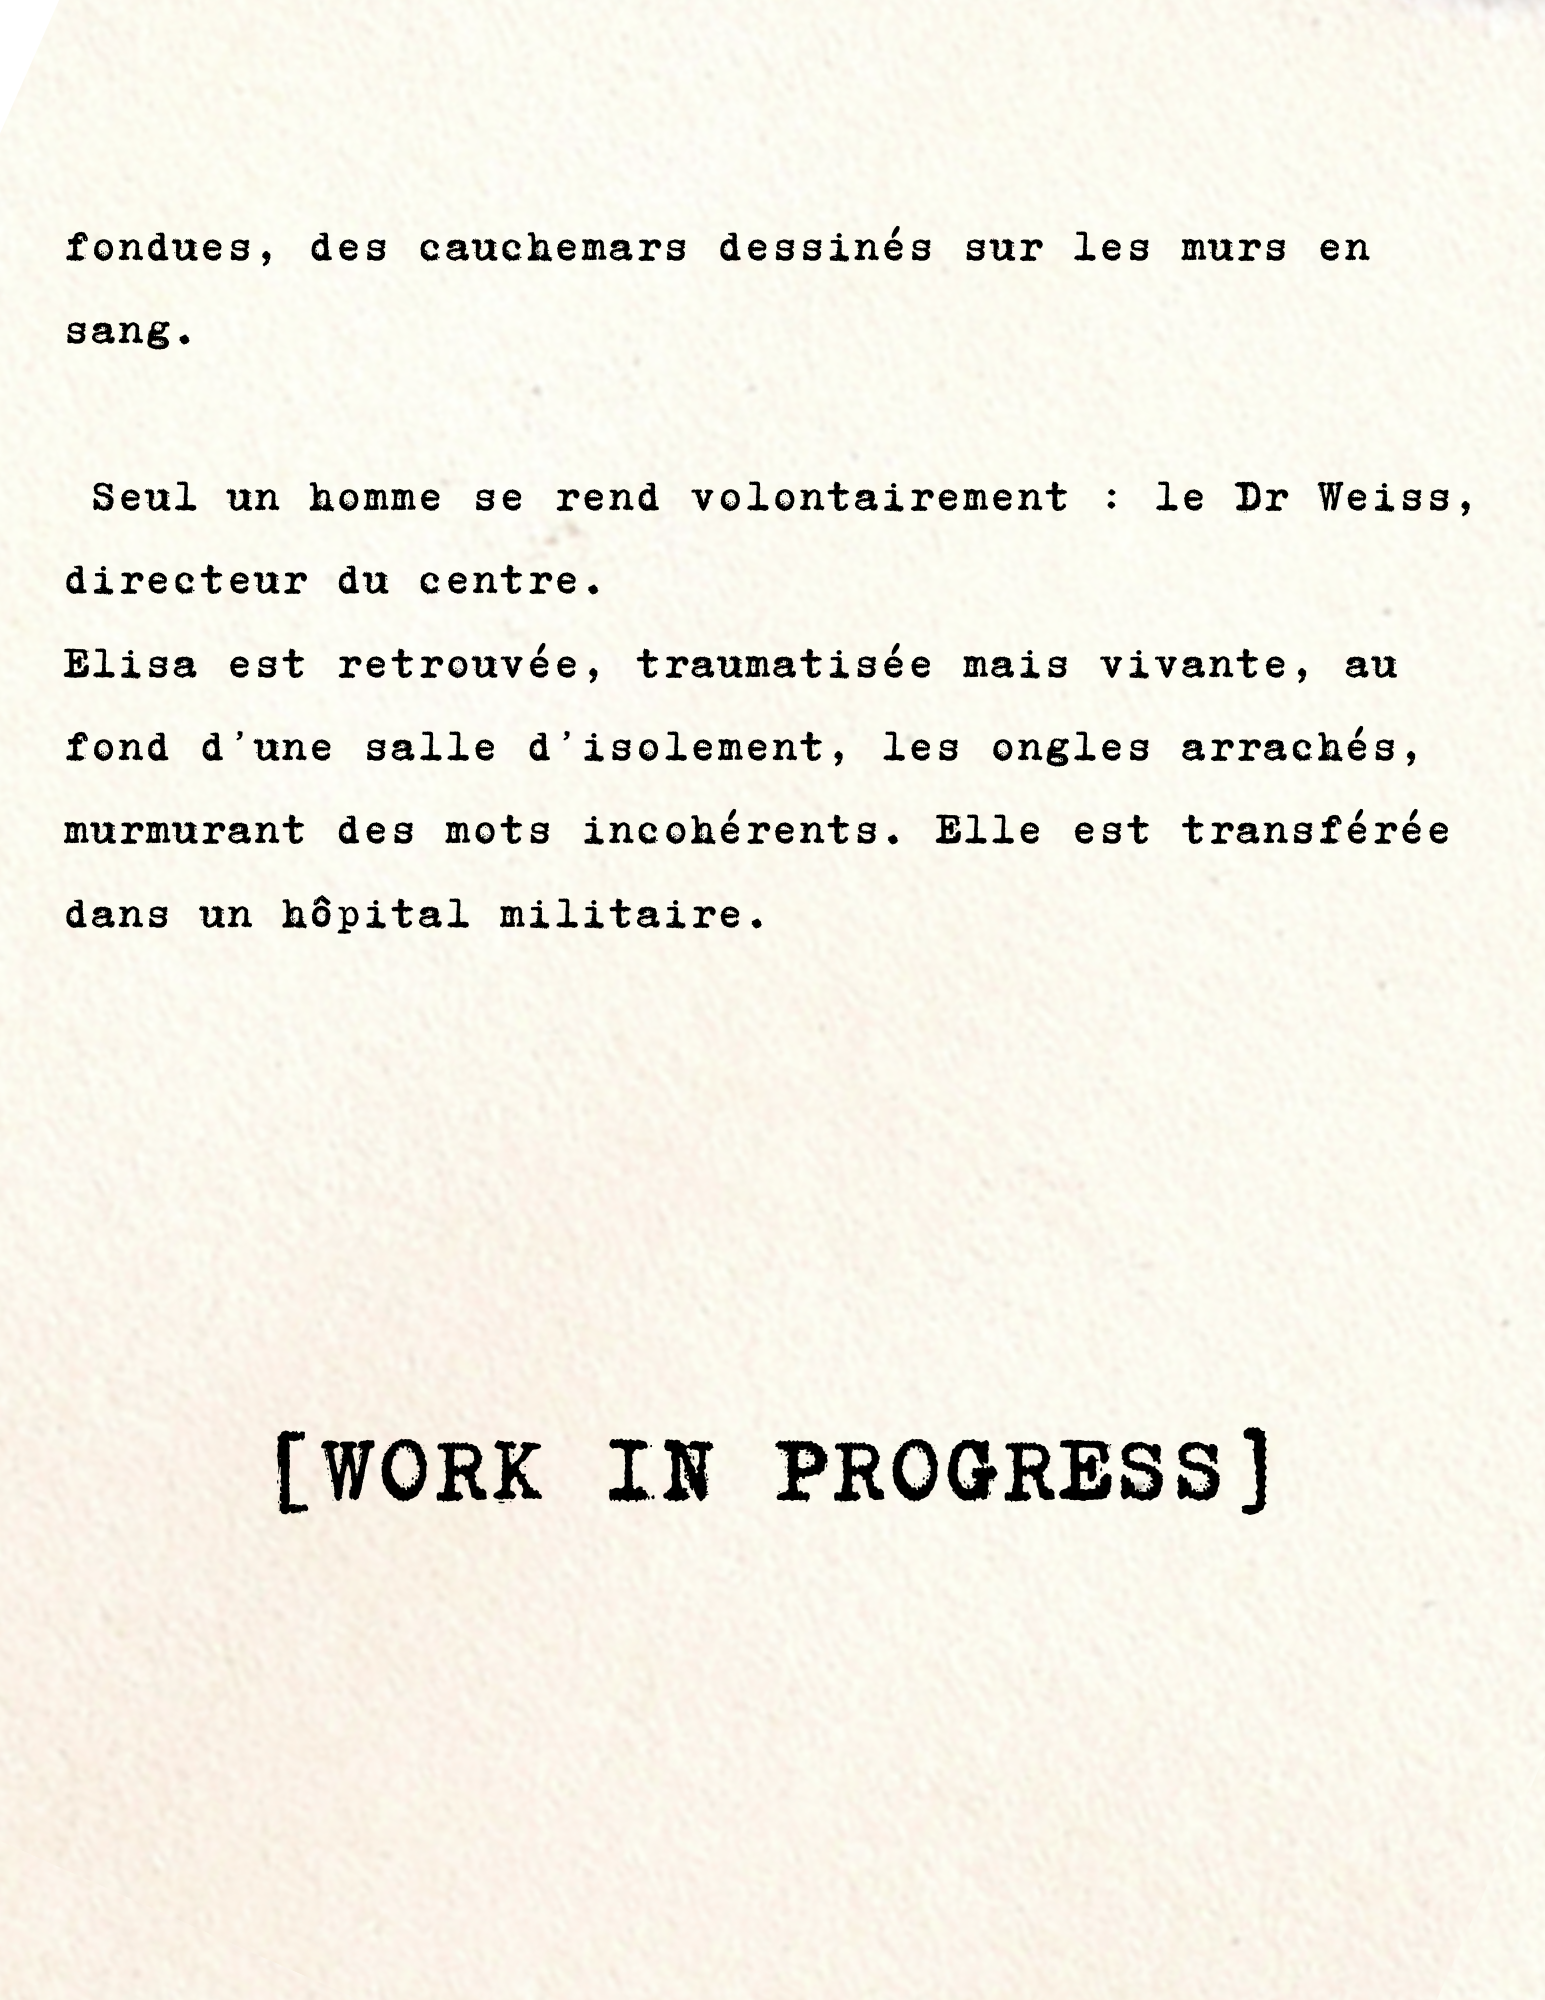 fondues, des cauchemars dessinés sur les murs en
sang.
Seul un homme se rend volontairement : le Dr Weiss,
directeur du centre.
Elisa est retrouvée, traumatisée mais vivante, au
fond d'une salle d'isolement, les ongles arrachés,
murmurant des mots incohérents. Elle est transférée
dans un hôpital militaire.
[WORK IN PROGRESS]